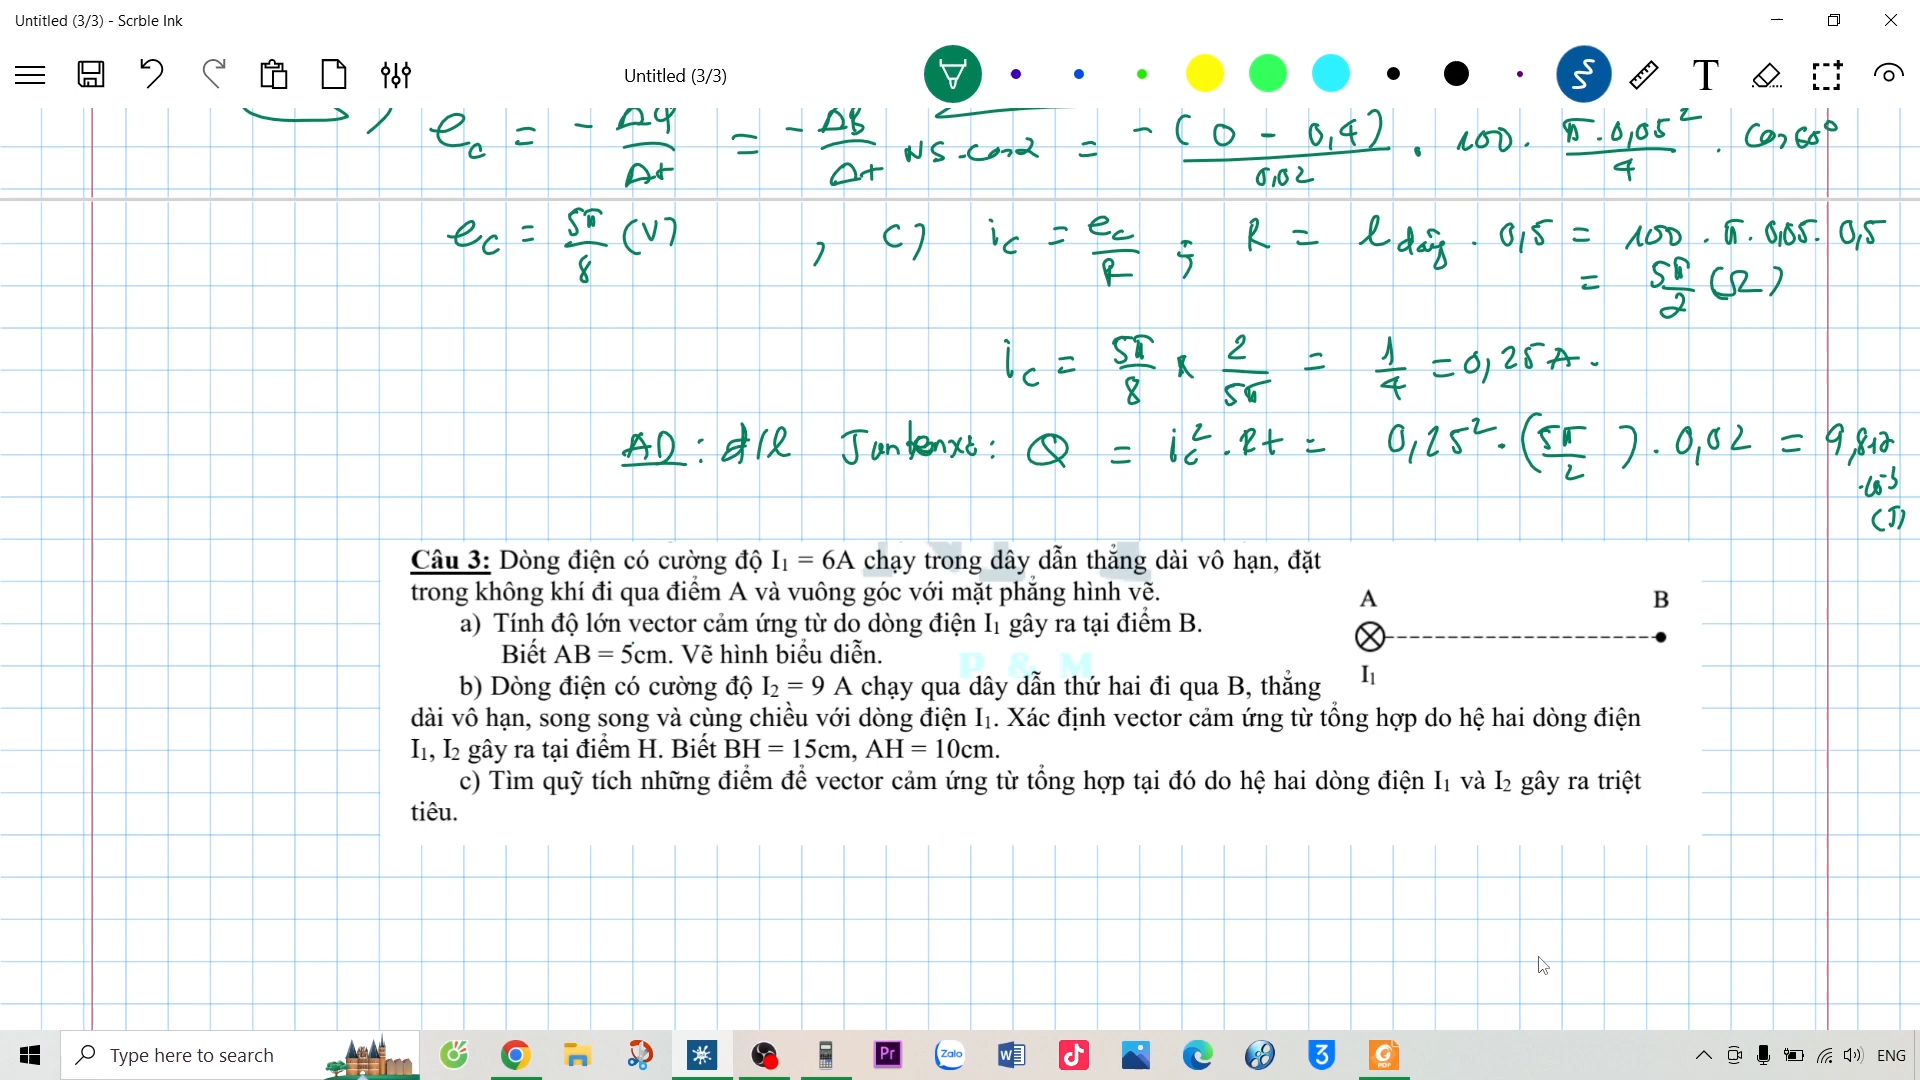 Untitled (3/3) - Scrble Ink
Untitled (3/3)
T
e_c = - ΔΦ/Δt = - ΔB/Δt NS.cosα = -(0 - 0,4)/0,02 . 100 . π.0,05²/4 . cos60°
e_c = 5π/8 (V) , c) i_c = e_c/R ; R = l dây . 0,5 = 100 . π. 0,05. 0,5
= 5π/2 (Ω)
i_c = 5π/8 x 2/5π = 1/4 = 0,25A.
AD: đ/l Q = i_c². Rt = 0,25² . (5π/2) . 0,02 = 9,812
.10⁻³
(J)
Câu 3: Dòng điện có cường độ I₁ = 6A chạy trong dây dẫn thẳng dài vô hạn, đặt
trong không khí đi qua điểm A và vuông góc với mặt phẳng hình vẽ.
a) Tính độ lớn vector cảm ứng từ do dòng điện I₁ gây ra tại điểm B.
Biết AB = 5cm. Vẽ hình biểu diễn.
b) Dòng điện có cường độ I₂ = 9 A chạy qua dây dẫn thứ hai đi qua B, thẳng
dài vô hạn, song song và cùng chiều với dòng điện I₁. Xác định vector cảm ứng từ tổng hợp do hệ hai dòng điện
I₁, I₂ gây ra tại điểm H. Biết BH = 15cm, AH = 10cm.
c) Tìm quỹ tích những điểm để vector cảm ứng từ tổng hợp tại đó do hệ hai dòng điện I₁ và I₂ gây ra triệt
tiêu.
A B
I₁
P & M
Type here to search
Pr
Zalo
W
3
PDF
ENG